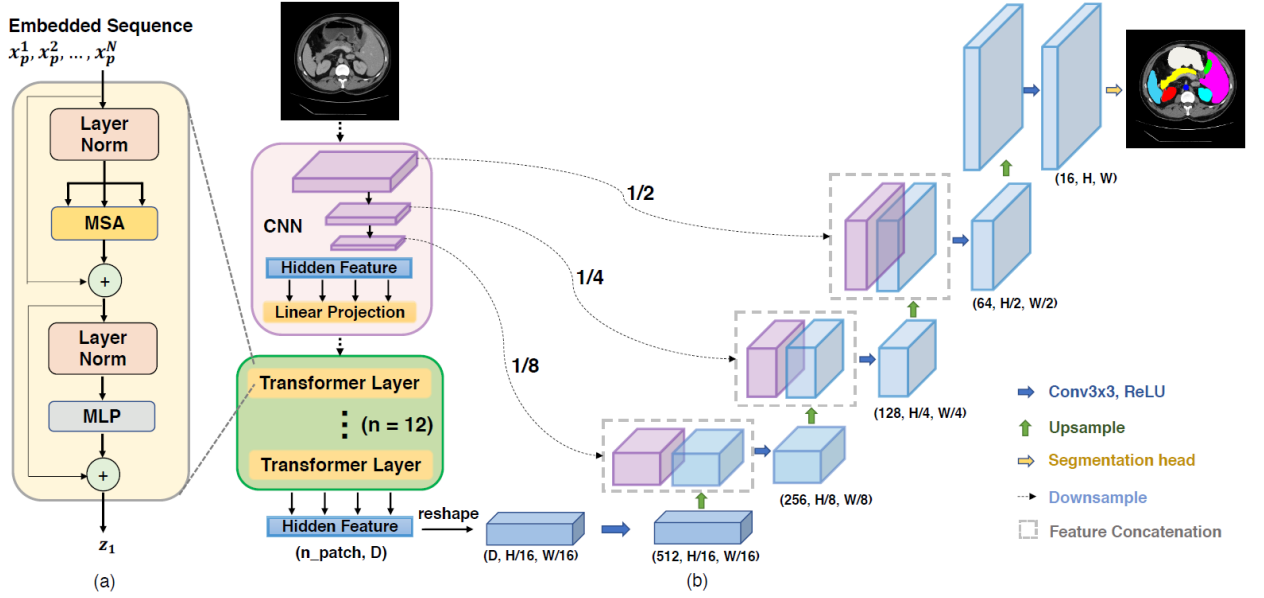 Embedded Sequence
x_p^1, x_p^2, ..., x_p^N
Layer
Norm
MSA
+
Layer
Norm
MLP
+
z_1
(a)
CNN
Hidden Feature
Linear Projection
Transformer Layer
(n = 12)
Transformer Layer
Hidden Feature
(n_patch, D)
reshape
(D, H/16, W/16)
(512, H/16, W/16)
1/2
1/4
1/8
(256, H/8, W/8)
(128, H/4, W/4)
(64, H/2, W/2)
(16, H, W)
(b)
Conv3x3, ReLU
Upsample
Segmentation head
Downsample
Feature Concatenation